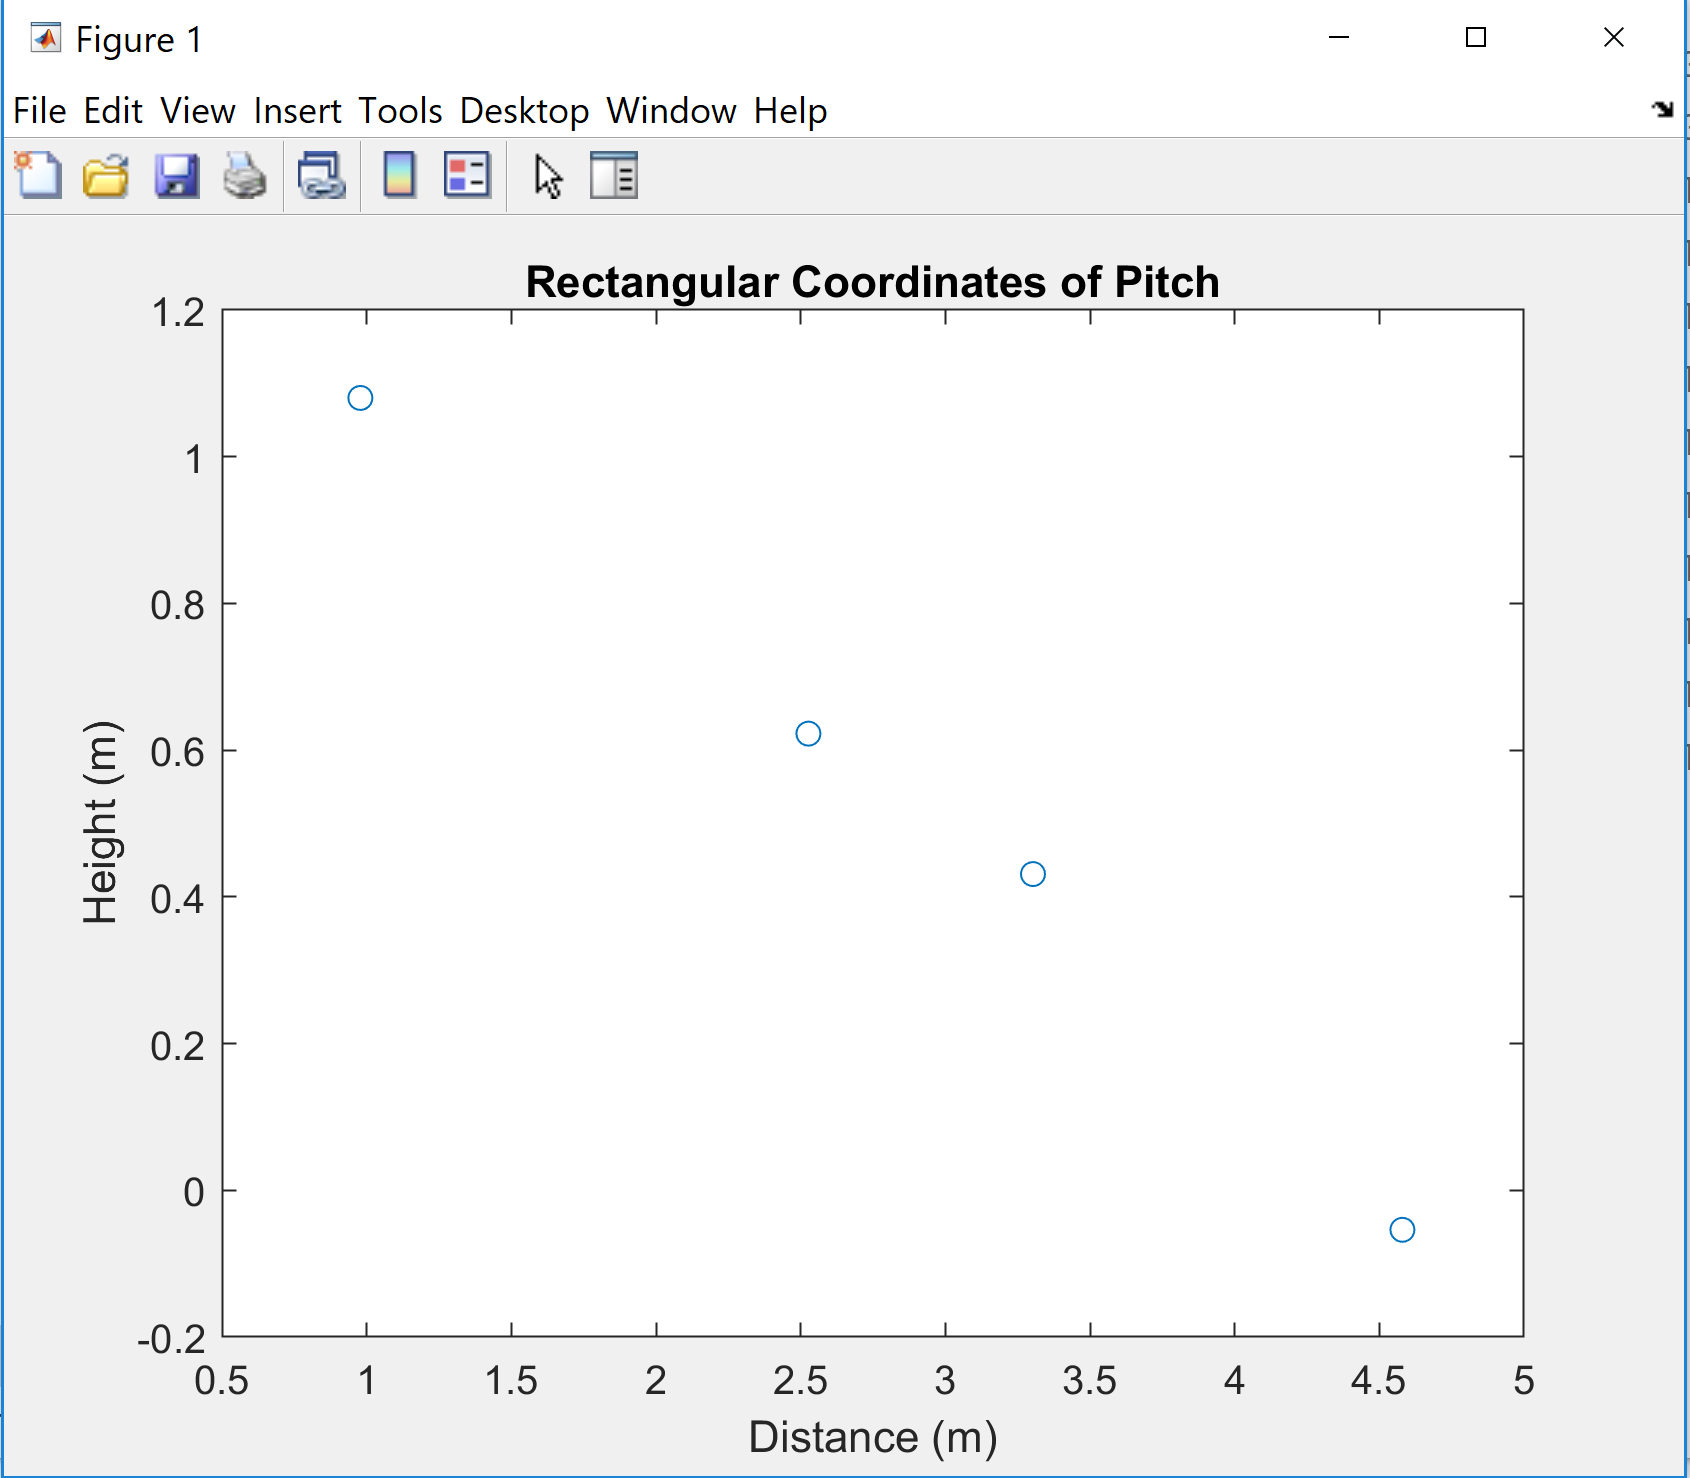 Figure 1
File Edit View Insert Tools Desktop Window Help
Rectangular Coordinates of Pitch
1.2
1
0.8
0.6
0.4
0.2
0
-0.2
Height (m)
0.5 1 1.5 2 2.5 3 3.5 4 4.5 5
Distance (m)